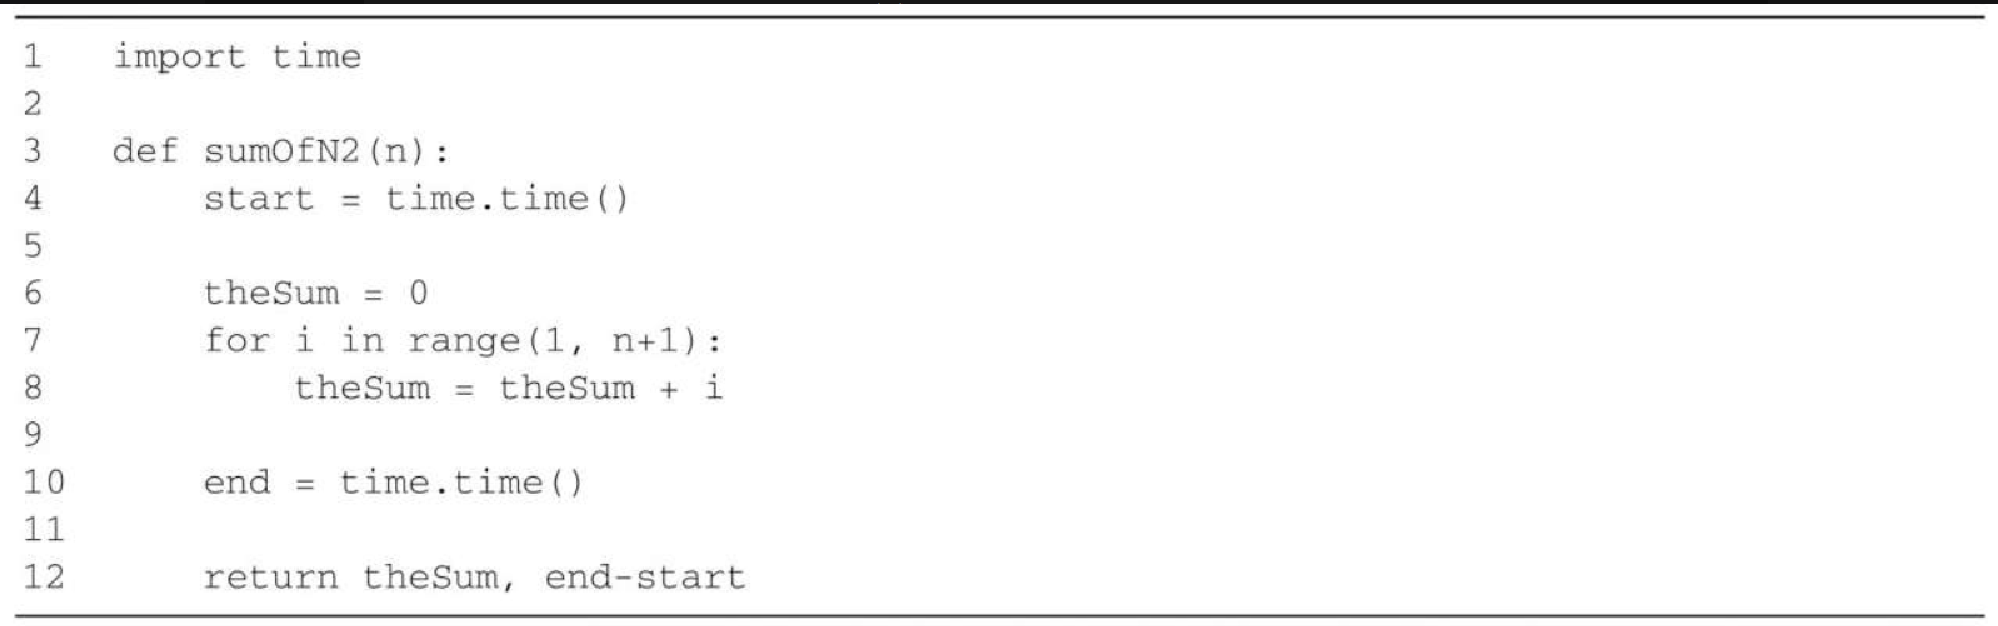 1    import time
2
3    def sumOfN2(n):
4        start = time.time()
5
6        theSum = 0
7        for i in range(1, n+1):
8            theSum = theSum + i
9
10       end = time.time()
11
12       return theSum, end-start